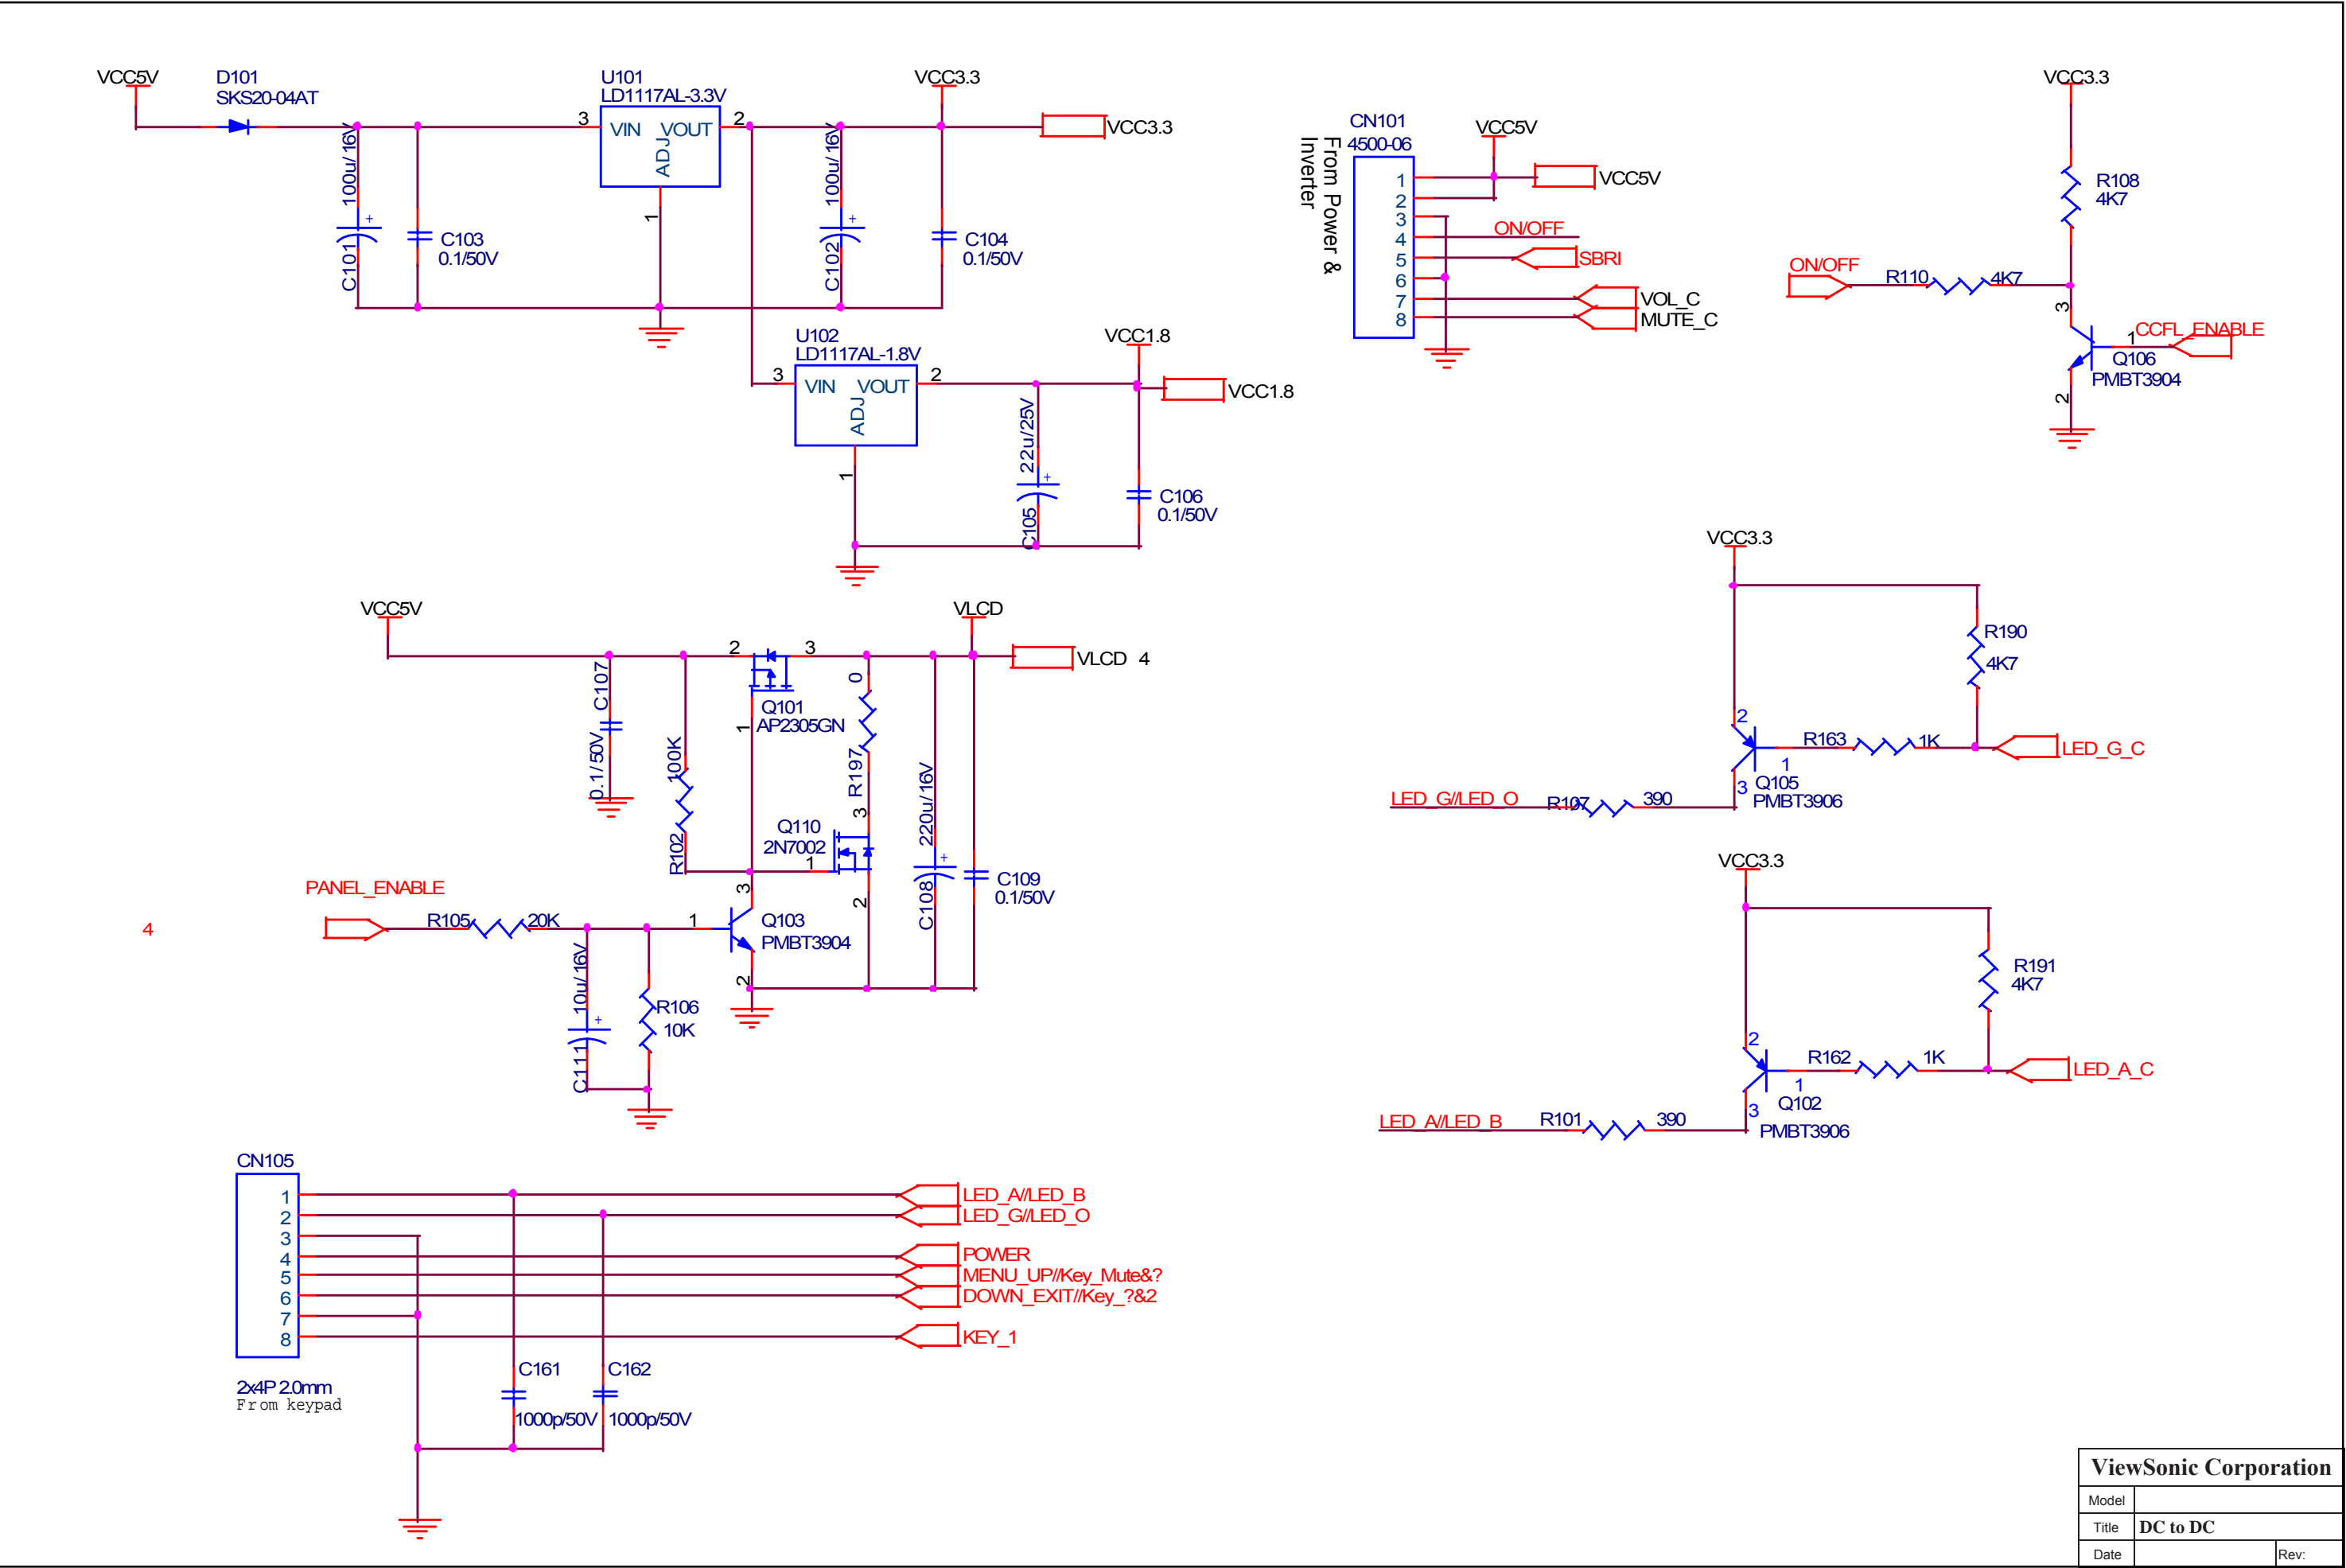 VCC5V
D101
SKS20-04AT
100u/16V
C101
C103
0.1/50V
U101
LD1117AL-3.3V
3
VIN
VOUT
ADJ
2
1
100u/16V
C102
VCC3.3
VCC3.3
C104
0.1/50V
U102
LD1117AL-1.8V
3
VIN
VOUT
ADJ
2
1
22u/25V
C105
VCC1.8
VCC1.8
C106
0.1/50V
From Power &
Inverter
CN101
4500-06
1
2
3
4
5
6
7
8
VCC5V
VCC5V
ON/OFF
SBRI
VOL_C
MUTE_C
VCC3.3
R108
4K7
ON/OFF
R110
4K7
3
1
CCFL_ENABLE
Q106
PMBT3904
2
VCC5V
C107
0.1/50V
100K
R102
2
3
Q101
AP2305GN
1
0
R197
3
Q110
2N7002
1
2
VLCD
VLCD 4
220u/16V
C108
C109
0.1/50V
4
PANEL_ENABLE
R105
20K
10u/16V
C111
R106
10K
1
3
Q103
PMBT3904
2
VCC3.3
R190
4K7
2
R163
1K
LED_G_C
1
Q105
3
PMBT3906
LED_G//LED_O
R107
390
VCC3.3
R191
4K7
2
R162
1K
LED_A_C
1
Q102
3
PMBT3906
LED_A//LED_B
R101
390
CN105
1
2
3
4
5
6
7
8
LED_A//LED_B
LED_G//LED_O
POWER
MENU_UP//Key_Mute&?
DOWN_EXIT//Key_?&2
KEY_1
2x4P 2.0mm
From keypad
C161
1000p/50V
C162
1000p/50V
ViewSonic Corporation
Model
Title DC to DC
Date Rev: